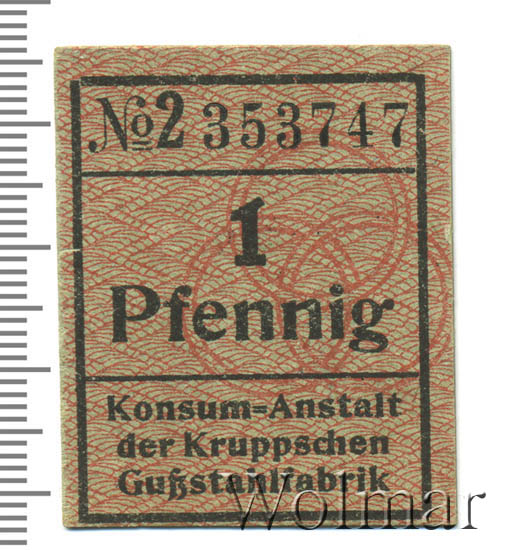 №2 353747
1
Pfennig
Konsum=Anstalt
der Kruppschen
Gußstahlfabrik
Wolmar